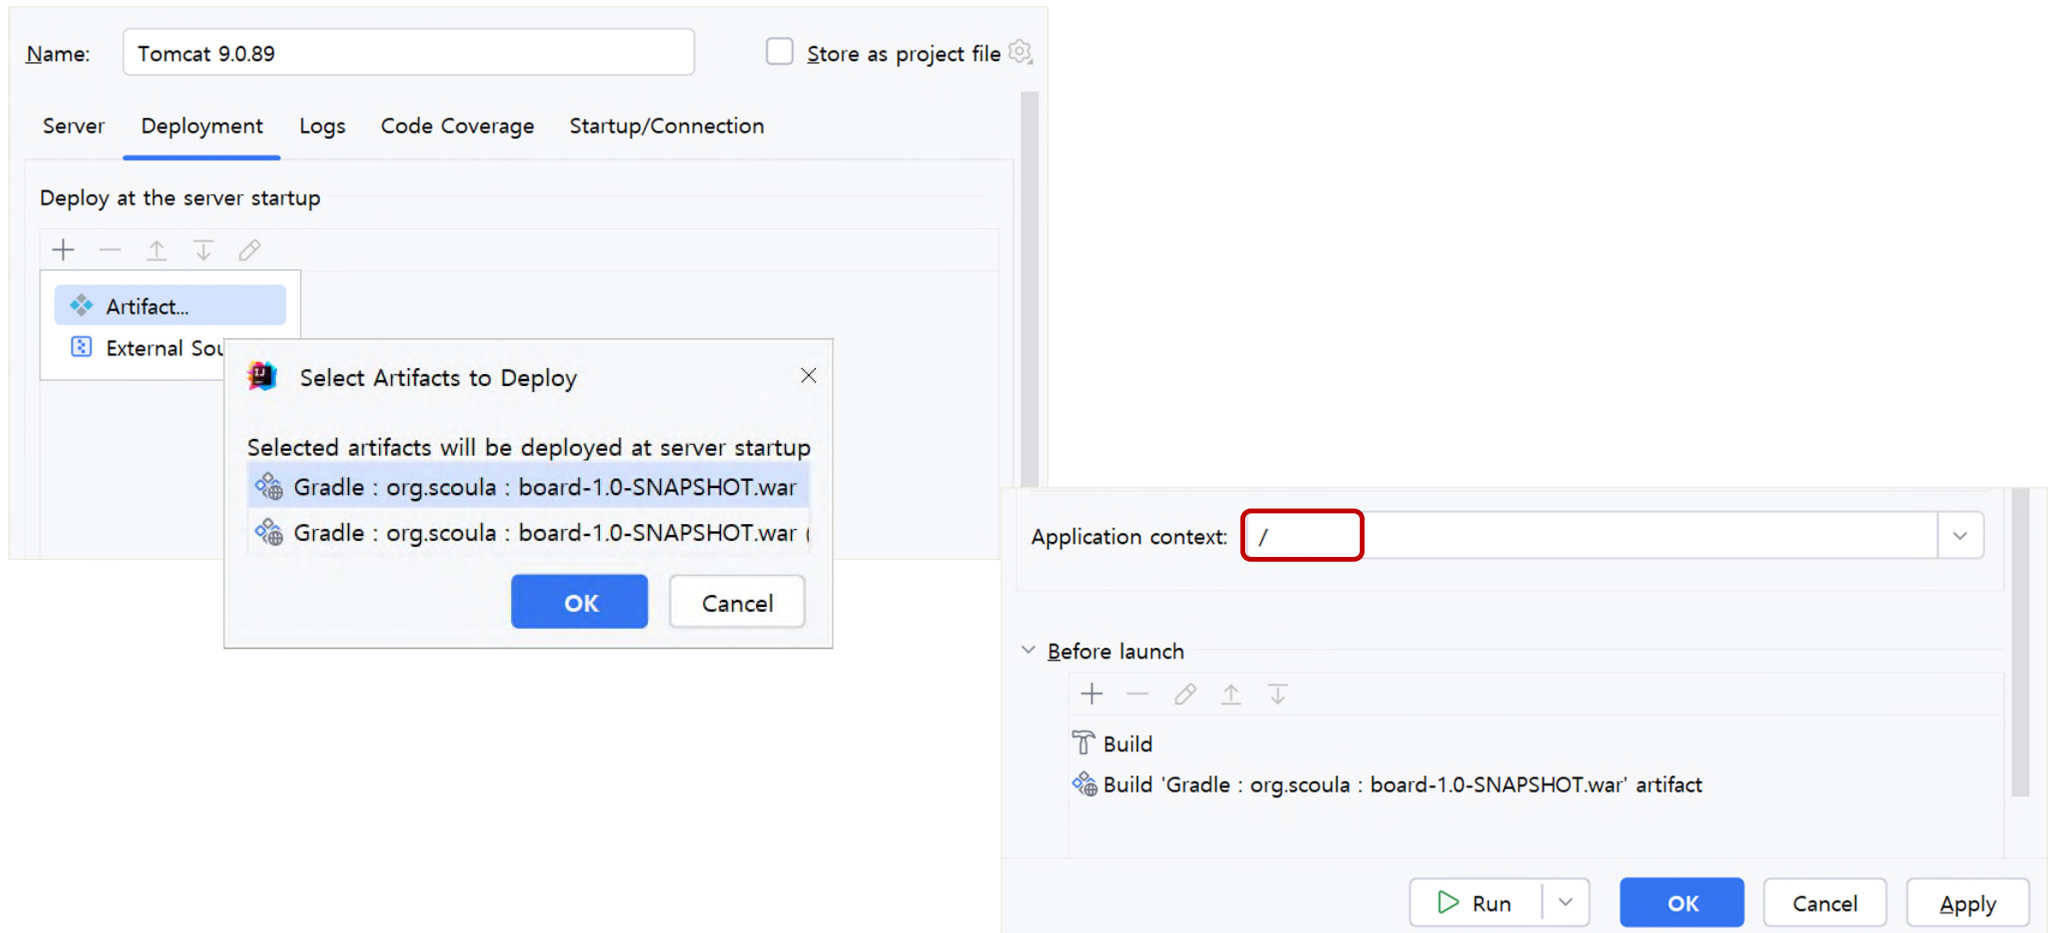 Name: Tomcat 9.0.89 Store as project file
Server Deployment Logs Code Coverage Startup/Connection
Deploy at the server startup
Artifact...
External Sou
Select Artifacts to Deploy
Selected artifacts will be deployed at server startup
Gradle : org.scoula : board-1.0-SNAPSHOT.war
Gradle : org.scoula : board-1.0-SNAPSHOT.war (
OK Cancel
Application context: /
Before launch
Build
Build 'Gradle : org.scoula : board-1.0-SNAPSHOT.war' artifact
Run OK Cancel Apply